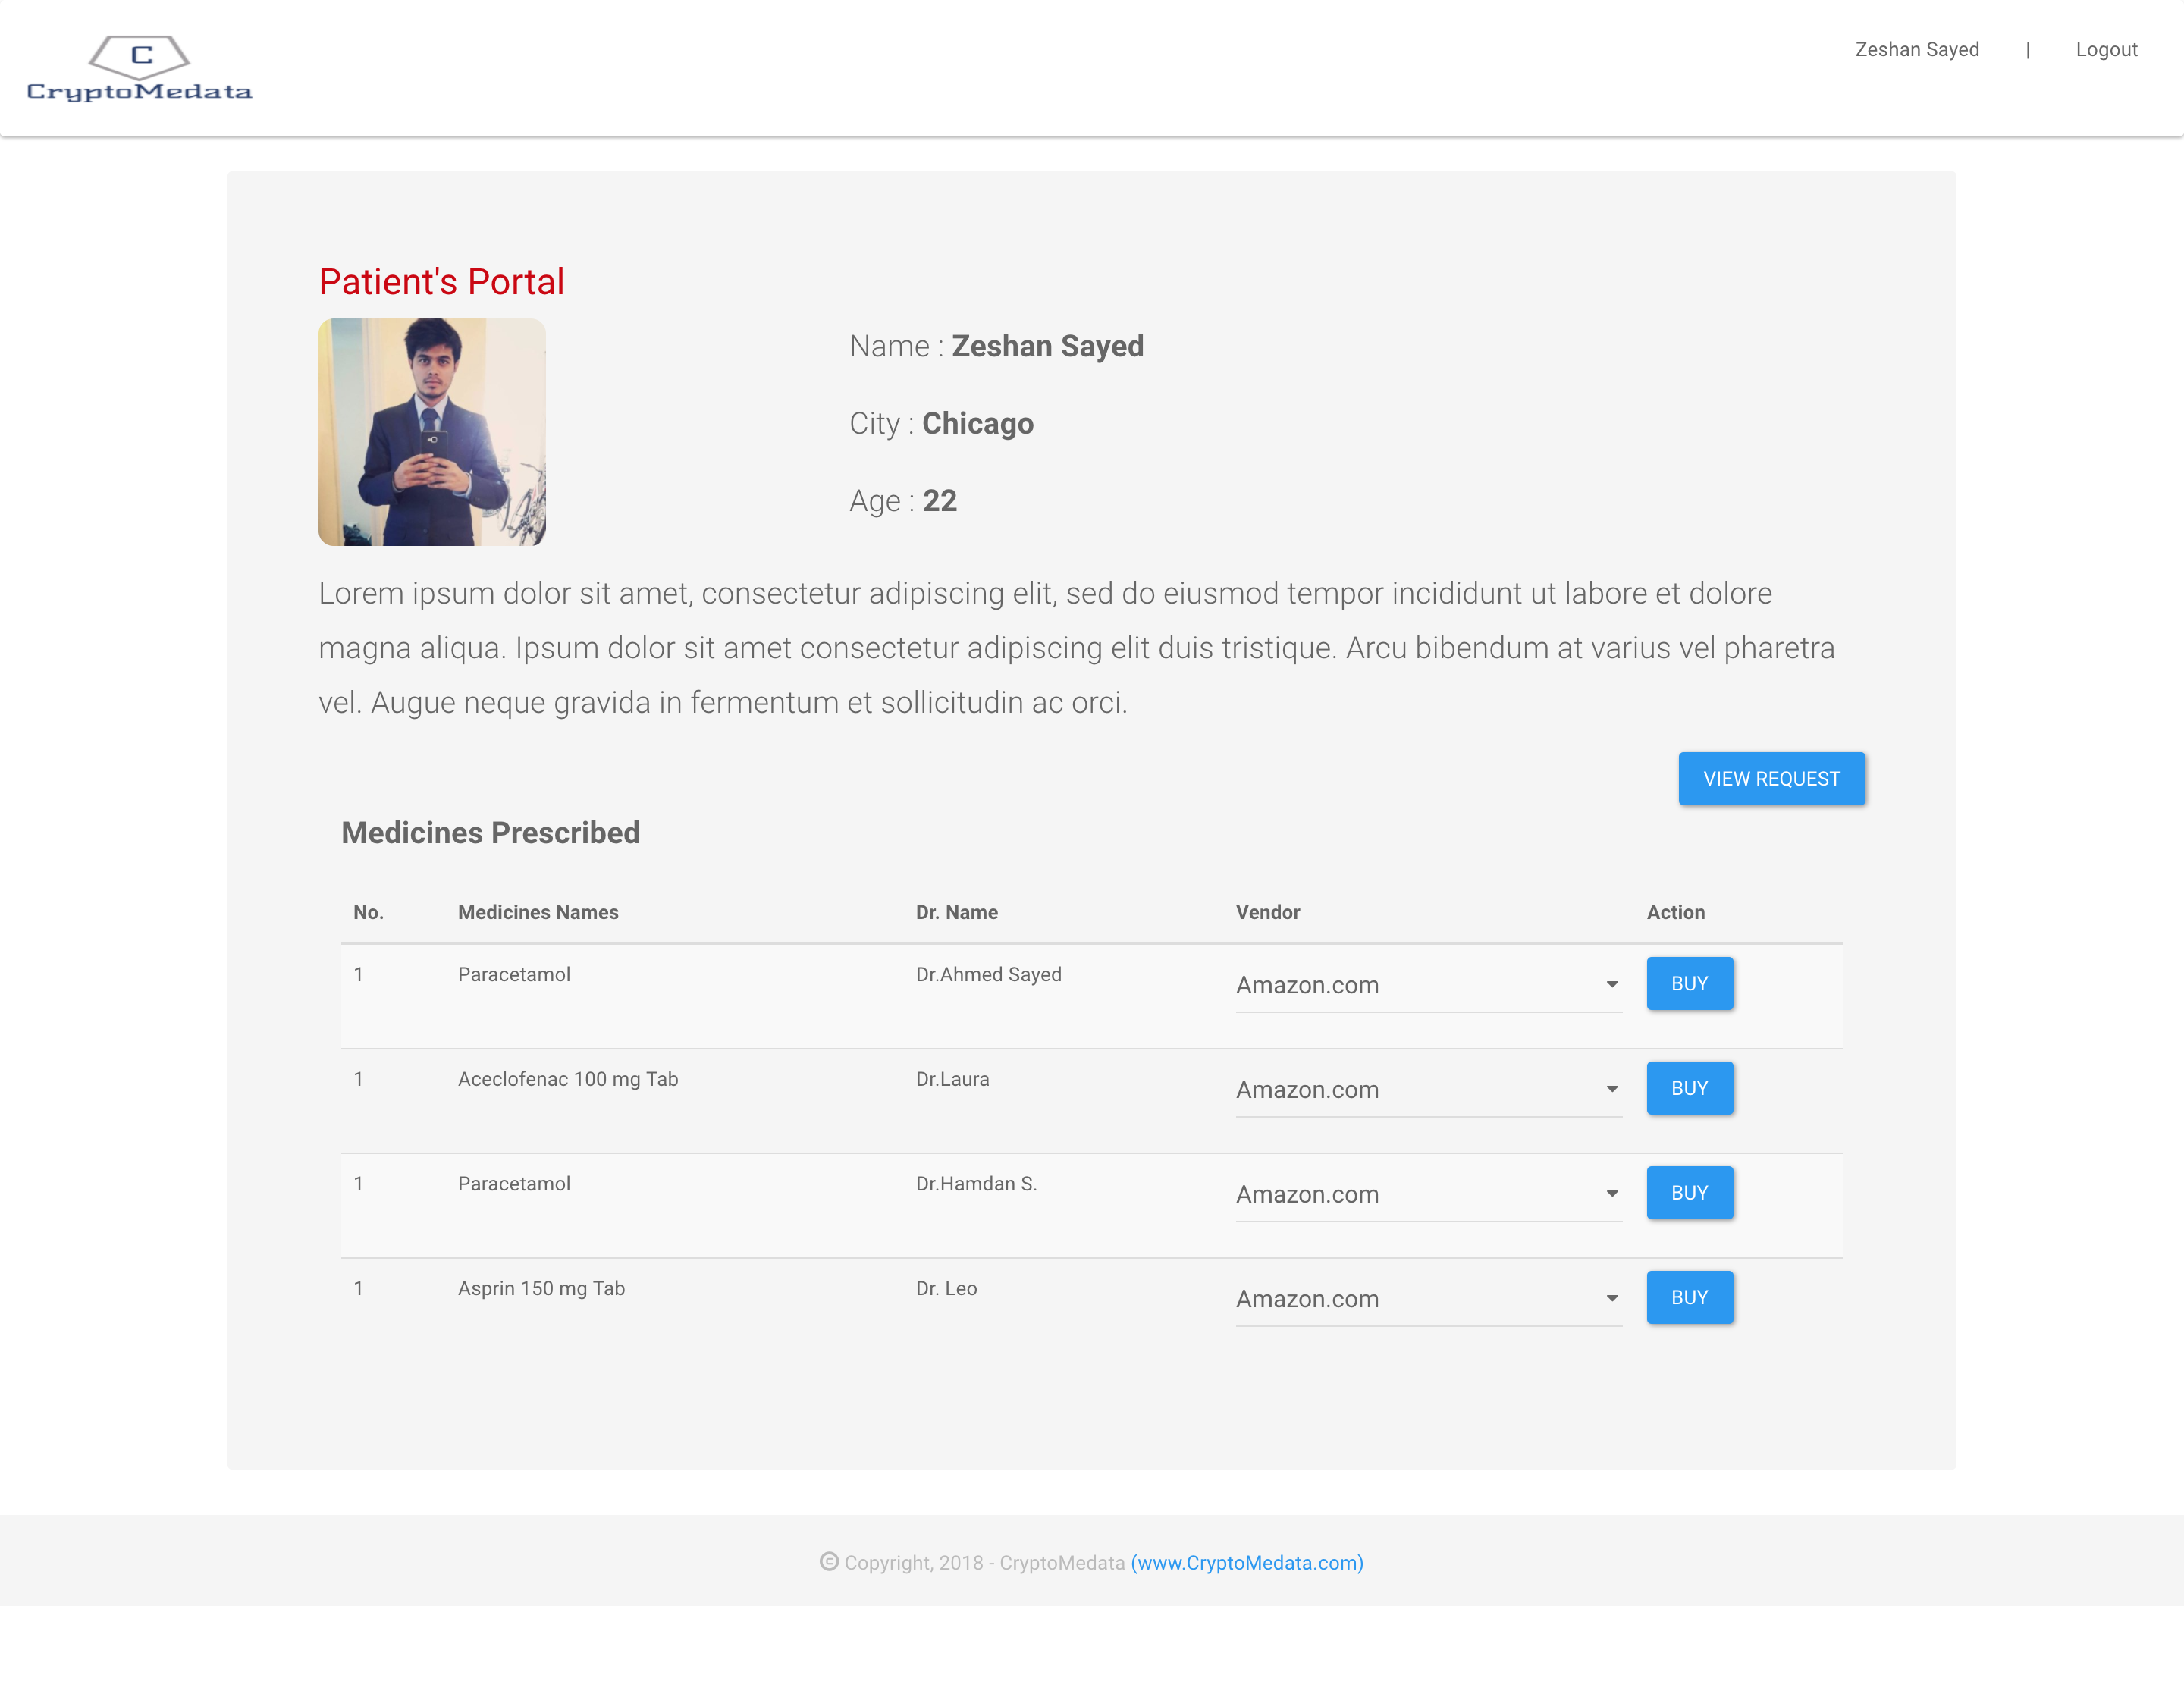 C
CryptoMedata
Zeshan Sayed | Logout
Patient's Portal
Name : Zeshan Sayed
City : Chicago
Age : 22
Lorem ipsum dolor sit amet, consectetur adipiscing elit, sed do eiusmod tempor incididunt ut labore et dolore
magna aliqua. Ipsum dolor sit amet consectetur adipiscing elit duis tristique. Arcu bibendum at varius vel pharetra
vel. Augue neque gravida in fermentum et sollicitudin ac orci.
VIEW REQUEST
Medicines Prescribed
No. Medicines Names Dr. Name Vendor Action
1 Paracetamol Dr.Ahmed Sayed Amazon.com BUY
1 Aceclofenac 100 mg Tab Dr.Laura Amazon.com BUY
1 Paracetamol Dr.Hamdan S. Amazon.com BUY
1 Asprin 150 mg Tab Dr. Leo Amazon.com BUY
© Copyright, 2018 - CryptoMedata (www.CryptoMedata.com)